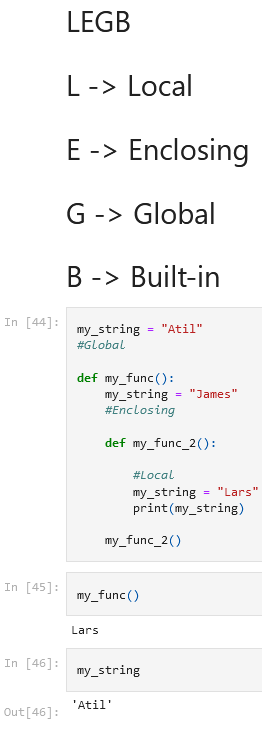 LEGB
L -> Local
E -> Enclosing
G -> Global
B -> Built-in
In [44]:
my_string = "Atil"
#Global
def my_func():
    my_string = "James"
    #Enclosing
    def my_func_2():
        #Local
        my_string = "Lars"
        print(my_string)
    my_func_2()
In [45]:
my_func()
Lars
In [46]:
my_string
Out[46]:
'Atil'